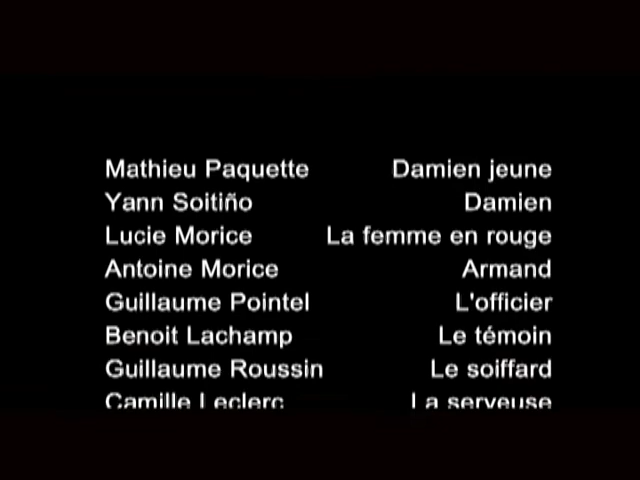 Mathieu Paquette Damien jeune
Yann Soitiño Damien
Lucie Morice La femme en rouge
Antoine Morice Armand
Guillaume Pointel L'officier
Benoit Lachamp Le témoin
Guillaume Roussin Le soiffard
Camille Leclerc La serveuse